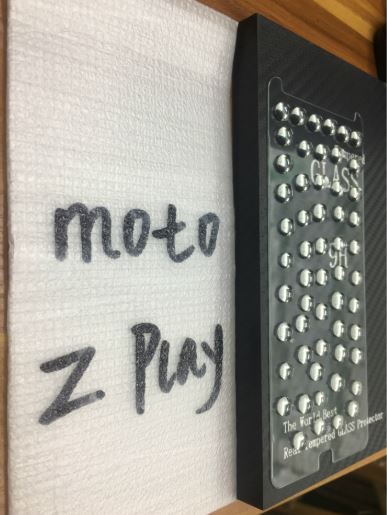 moto
z Play
GLASS
9H
The World Best
Real Tempered GLASS Protector